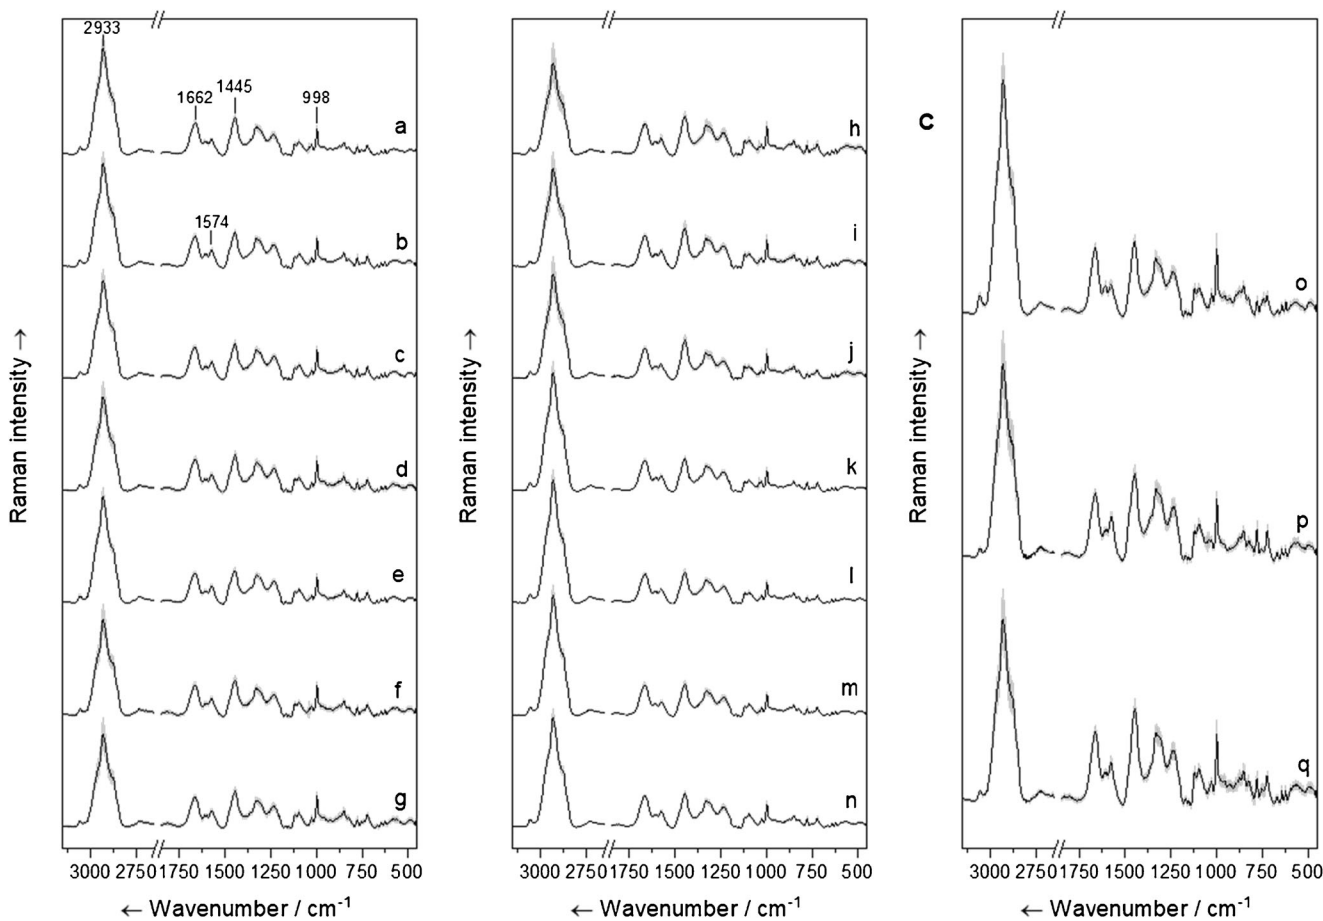 2933
1662
1445
998
a
1574
b
c
d
e
f
g
Raman intensity →
3000 2750 1750 1500 1250 1000 750 500
← Wavenumber / cm-1
h
i
j
k
l
m
n
Raman intensity →
3000 2750 1750 1500 1250 1000 750 500
← Wavenumber / cm-1
C
o
p
q
Raman intensity →
3000 2750 1750 1500 1250 1000 750 500
← Wavenumber / cm-1